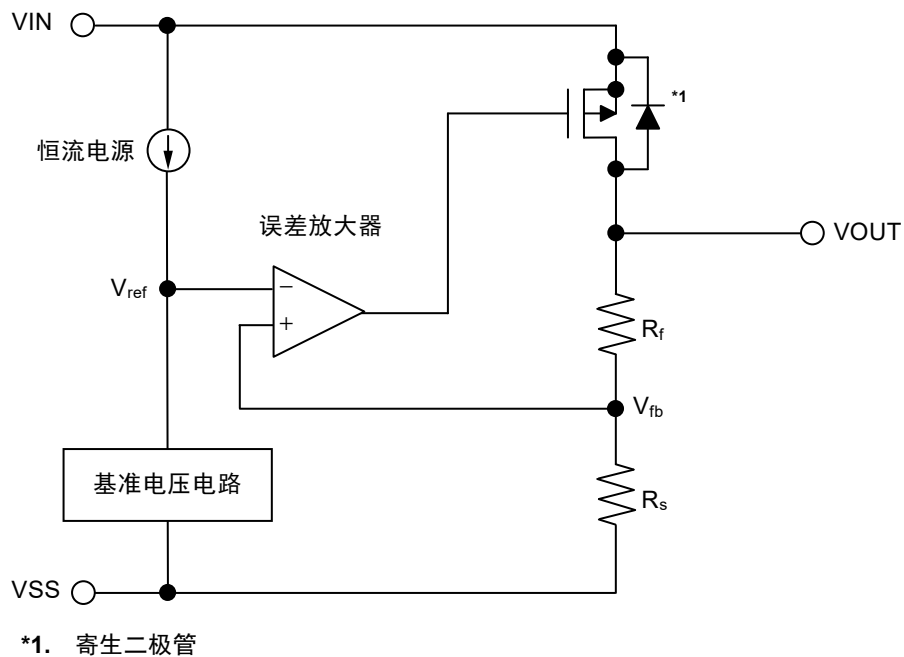 VIN
*1
恒流电源
误差放大器
VOUT
Vref
−
+
Rf
Vfb
基准电压电路
Rs
VSS
*1. 寄生二极管